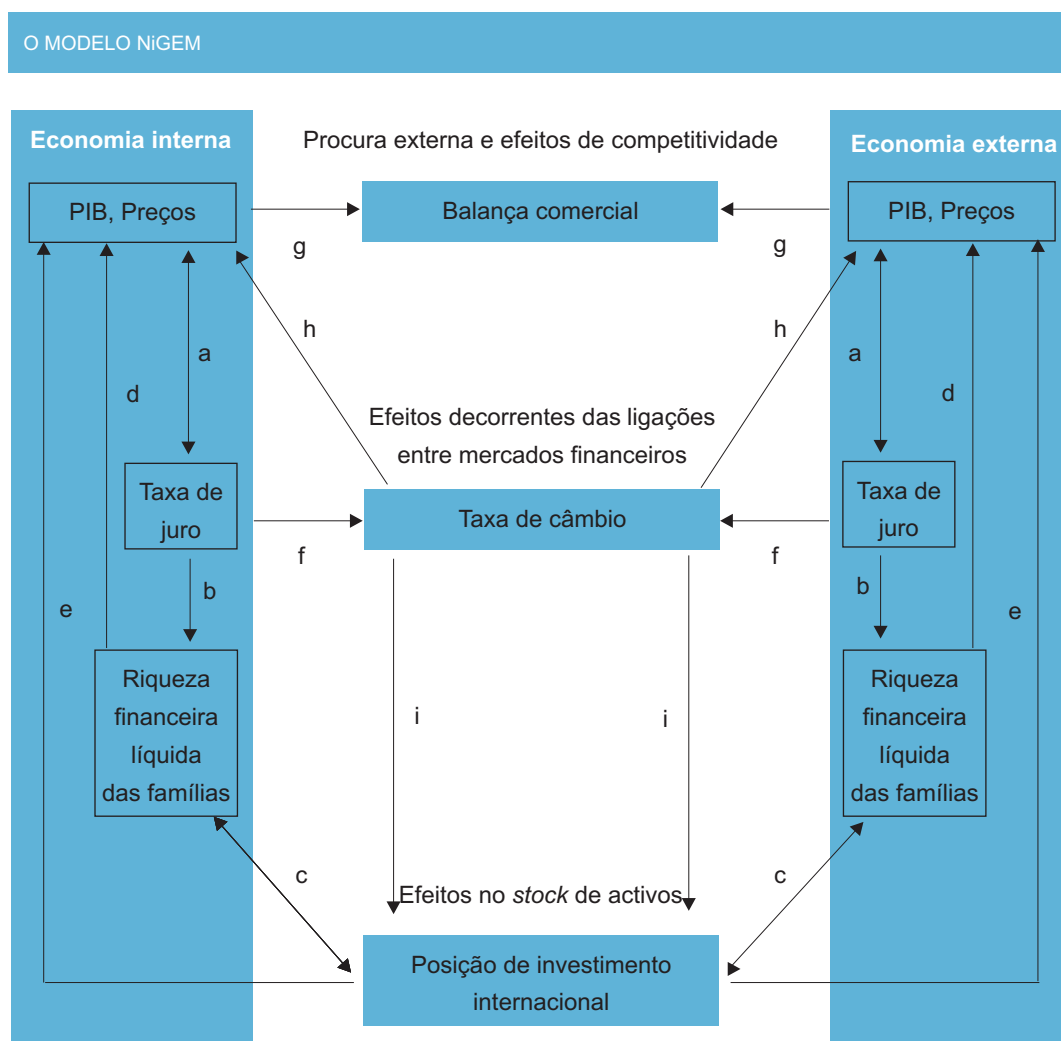 O MODELO NiGEM
Economia interna
Procura externa e efeitos de competitividade
Economia externa
PIB, Preços
Balança comercial
PIB, Preços
g
g
h
h
a
a
d
d
Efeitos decorrentes das ligações
entre mercados financeiros
Taxa de
juro
Taxa de câmbio
Taxa de
juro
f
f
b
b
e
e
Riqueza
financeira
líquida
das famílias
i
i
Riqueza
financeira
líquida
das famílias
c
c
Efeitos no stock de activos
Posição de investimento
internacional